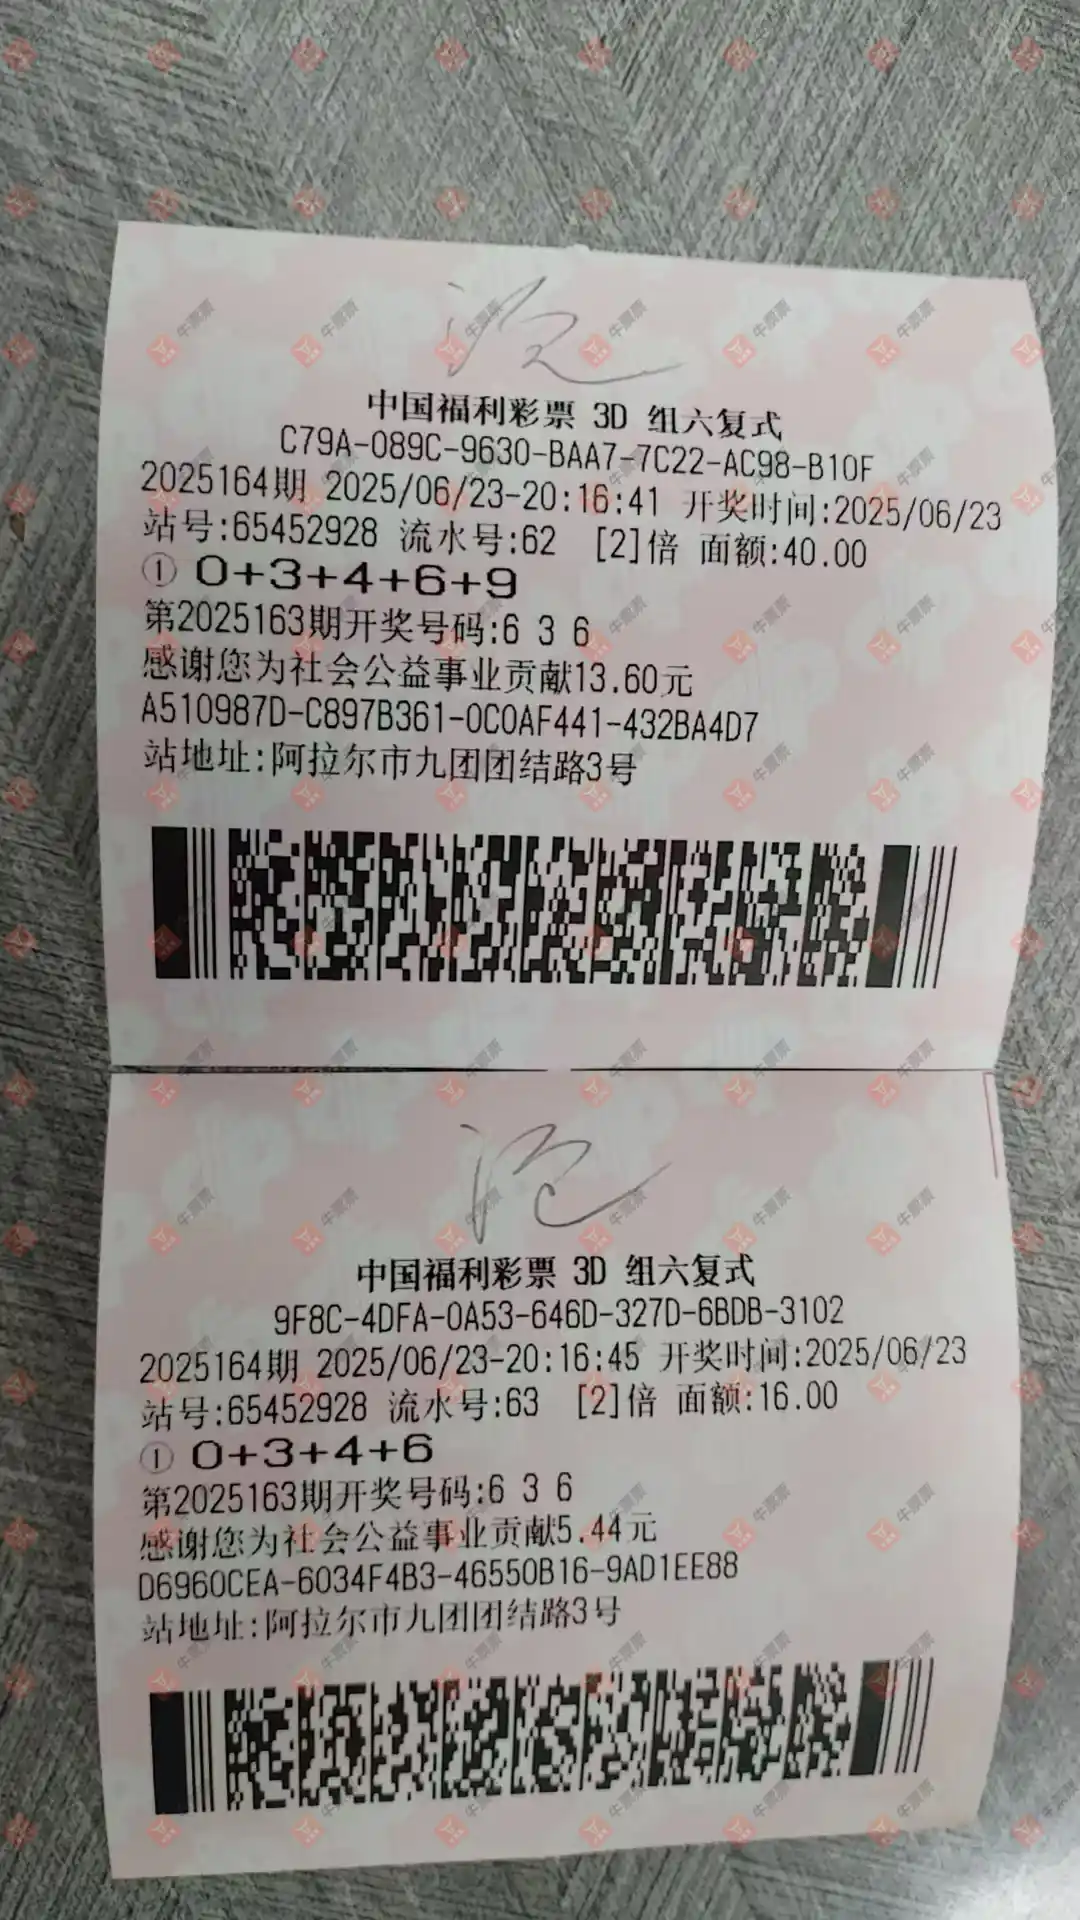 中国福利彩票 3D 组六复式
C79A-089C-9630-BAA7-7C22-AC98-B10F
2025164期 2025/06/23-20:16:41 开奖时间:2025/06/23
站号:65452928 流水号:62 [2]倍 面额:40.00
① 0+3+4+6+9
第2025163期开奖号码:6 3 6
感谢您为社会公益事业贡献13.60元
A510987D-C897B361-0C0AF441-432BA4D7
站地址:阿拉尔市九团团结路3号
中国福利彩票 3D 组六复式
9F8C-4DFA-0A53-646D-327D-6BDB-3102
2025164期 2025/06/23-20:16:45 开奖时间:2025/06/23
站号:65452928 流水号:63 [2]倍 面额:16.00
① 0+3+4+6
第2025163期开奖号码:6 3 6
感谢您为社会公益事业贡献5.44元
D6960CEA-6034F4B3-46550B16-9AD1EE88
站地址:阿拉尔市九团团结路3号
牛票票